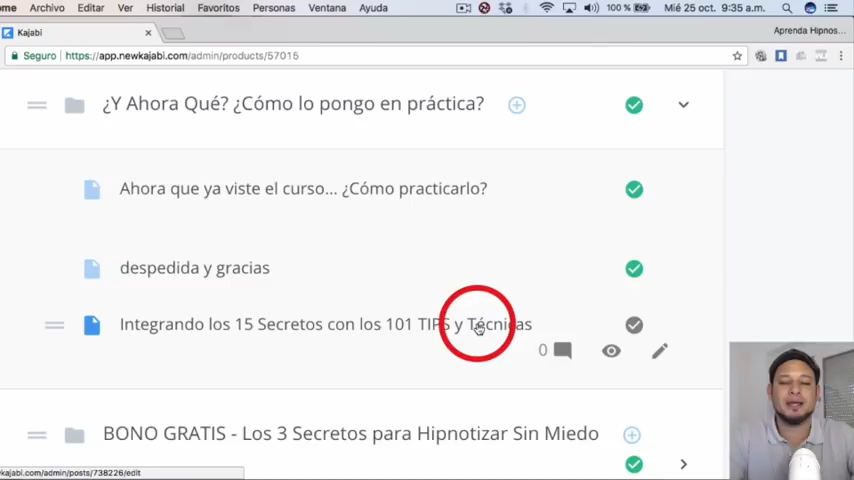 ome Archivo Editar Ver Historial Favoritos Personas Ventana Ayuda 100 % Mié 25 oct. 9:35 a.m.
Kajabi Aprenda Hipnos...
Seguro https://app.newkajabi.com/admin/products/57015
¿Y Ahora Qué? ¿Cómo lo pongo en práctica?
Ahora que ya viste el curso... ¿Cómo practicarlo?
despedida y gracias
Integrando los 15 Secretos con los 101 TIPS y Técnicas
0
BONO GRATIS - Los 3 Secretos para Hipnotizar Sin Miedo
wkajabi.com/admin/posts/738226/edit